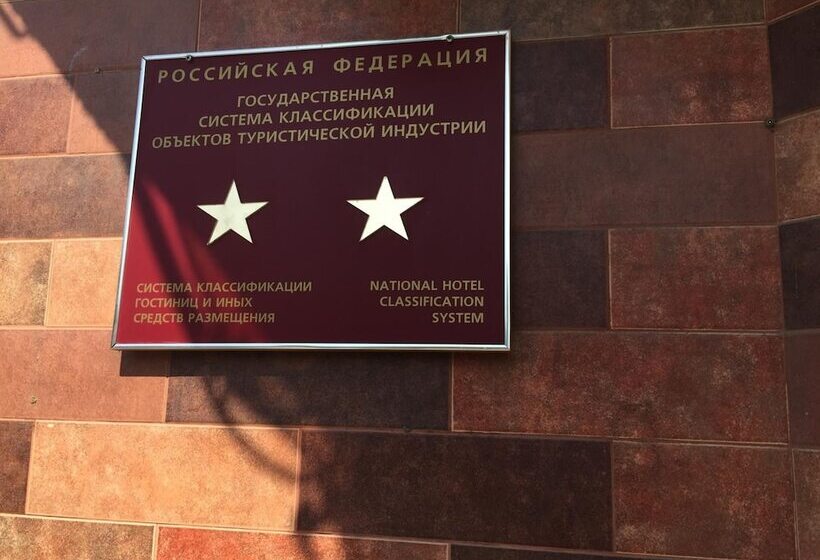 РОССИЙСКАЯ ФЕДЕРАЦИЯ
ГОСУДАРСТВЕННАЯ
СИСТЕМА КЛАССИФИКАЦИИ
ОБЪЕКТОВ ТУРИСТИЧЕСКОЙ ИНДУСТРИИ
СИСТЕМА КЛАССИФИКАЦИИ
ГОСТИНИЦ И ИНЫХ
СРЕДСТВ РАЗМЕЩЕНИЯ
NATIONAL HOTEL
CLASSIFICATION
SYSTEM